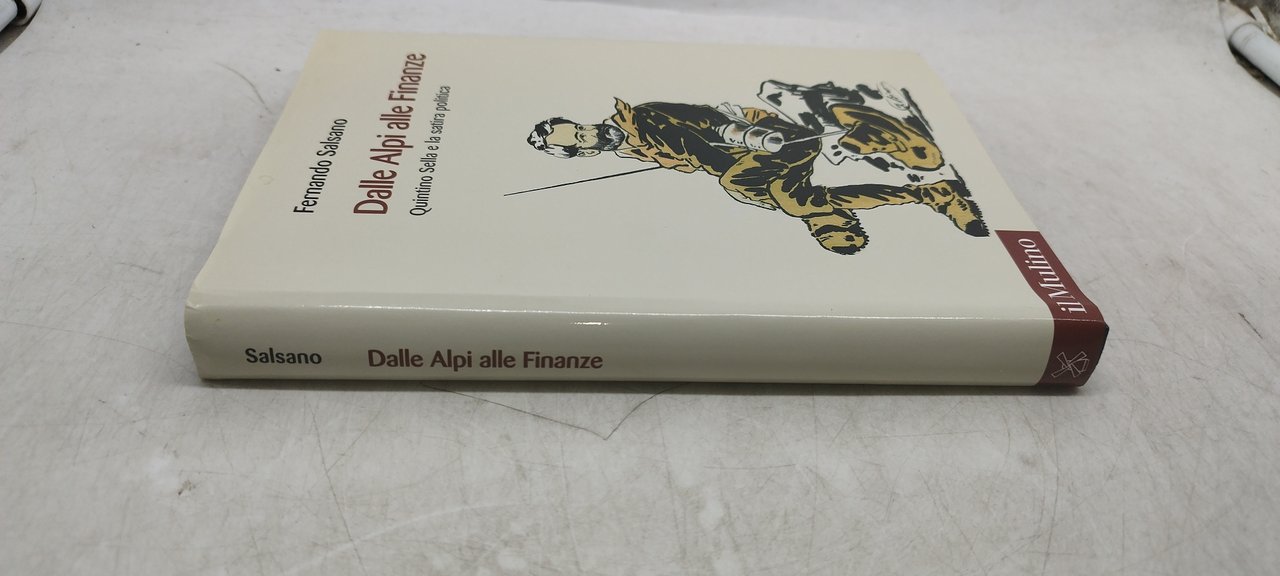 Fernando Salsano
Dalle Alpi alle Finanze
Quintino Sella e la satira politica
il Mulino
Salsano Dalle Alpi alle Finanze